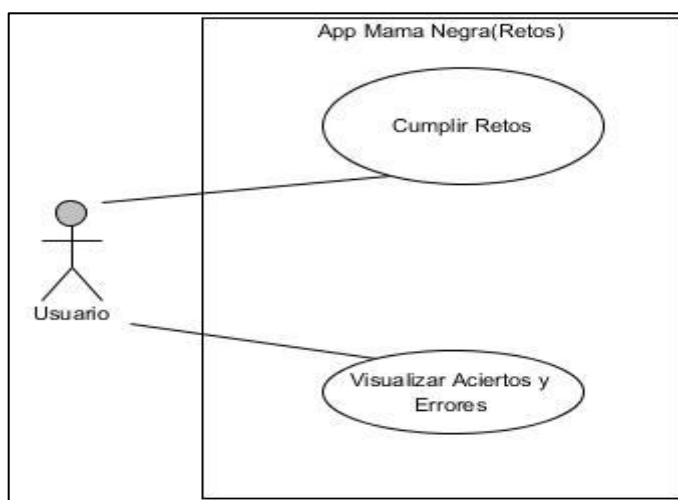 App Mama Negra(Retos)
Cumplir Retos
Usuario
Visualizar Aciertos y
Errores